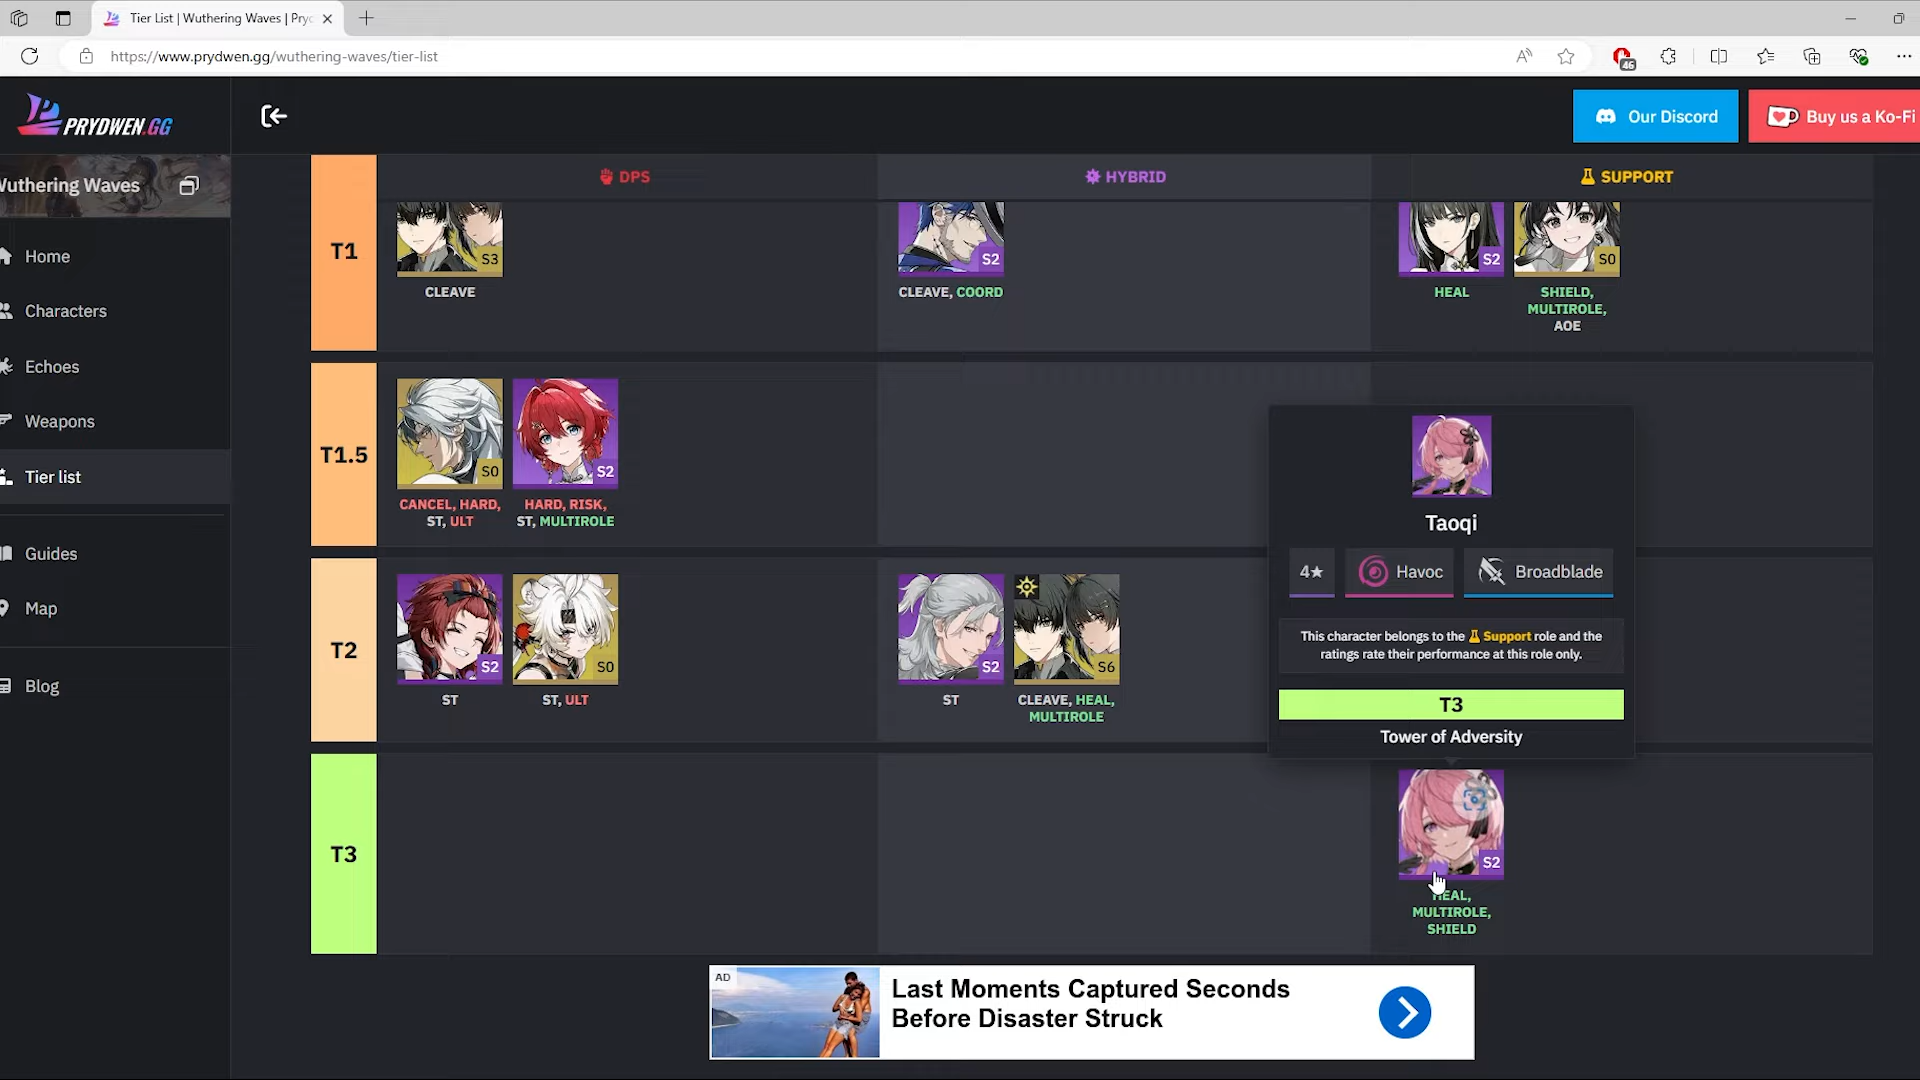 Tier List | Wuthering Waves | Pryd
https://www.prydwen.gg/wuthering-waves/tier-list
46
PRYDWEN.GG
Our Discord
Buy us a Ko-Fi
Wuthering Waves
Home
Characters
Echoes
Weapons
Tier list
Guides
Map
Blog
DPS
HYBRID
SUPPORT
T1
S3
CLEAVE
S2
CLEAVE, COORD
S2
HEAL
S0
SHIELD,
MULTIROLE,
AOE
T1.5
S0
CANCEL, HARD,
ST, ULT
S2
HARD, RISK,
ST, MULTIROLE
T2
S2
ST
S0
ST, ULT
S2
ST
S6
CLEAVE, HEAL,
MULTIROLE
Taoqi
4★
Havoc
Broadblade
This character belongs to the Support role and the
ratings rate their performance at this role only.
T3
Tower of Adversity
T3
S2
HEAL,
MULTIROLE,
SHIELD
AD
Last Moments Captured Seconds
Before Disaster Struck